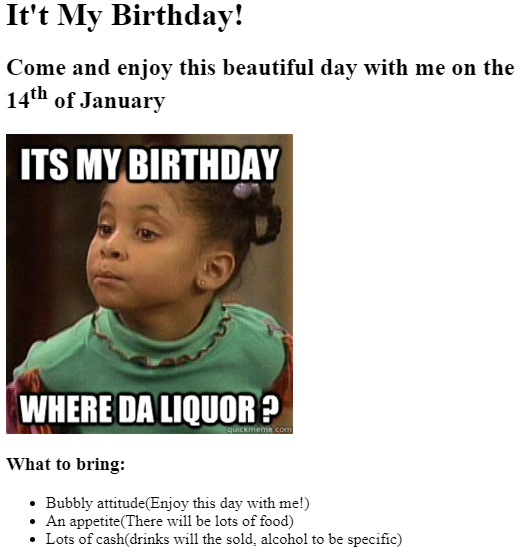 It't My Birthday!
Come and enjoy this beautiful day with me on the
14th of January
ITS MY BIRTHDAY
WHERE DA LIQUOR ?
quickmeme.com
What to bring:
• Bubbly attitude(Enjoy this day with me!)
• An appetite(There will be lots of food)
• Lots of cash(drinks will the sold, alcohol to be specific)